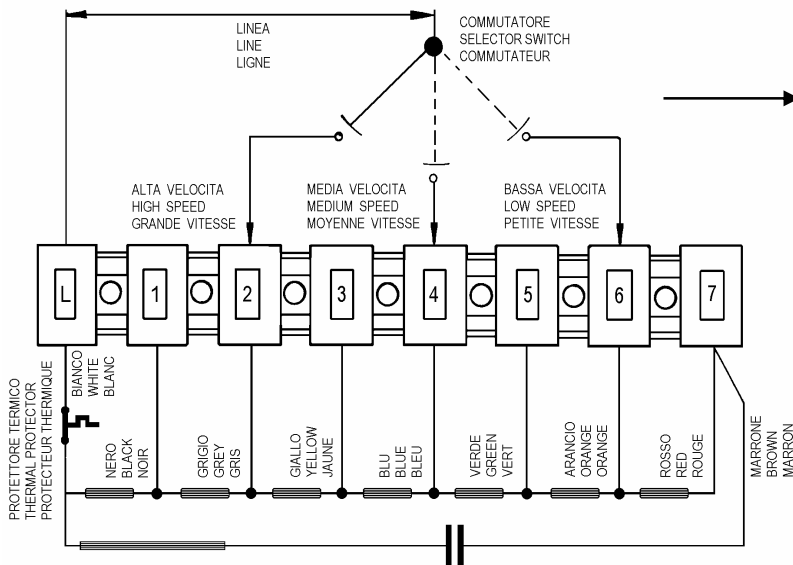 LINEA
LINE
LIGNE
COMMUTATORE
SELECTOR SWITCH
COMMUTATEUR
ALTA VELOCITA
HIGH SPEED
GRANDE VITESSE
MEDIA VELOCITA
MEDIUM SPEED
MOYENNE VITESSE
BASSA VELOCITA
LOW SPEED
PETITE VITESSE
L 1 2 3 4 5 6 7
PROTETTORE TERMICO
THERMAL PROTECTOR
PROTECTEUR THERMIQUE
BIANCO
WHITE
BLANC
NERO
BLACK
NOIR
GRIGIO
GREY
GRIS
GIALLO
YELLOW
JAUNE
BLU
BLUE
BLEU
VERDE
GREEN
VERT
ARANCIO
ORANGE
ORANGE
ROSSO
RED
ROUGE
MARRONE
BROWN
MARRON